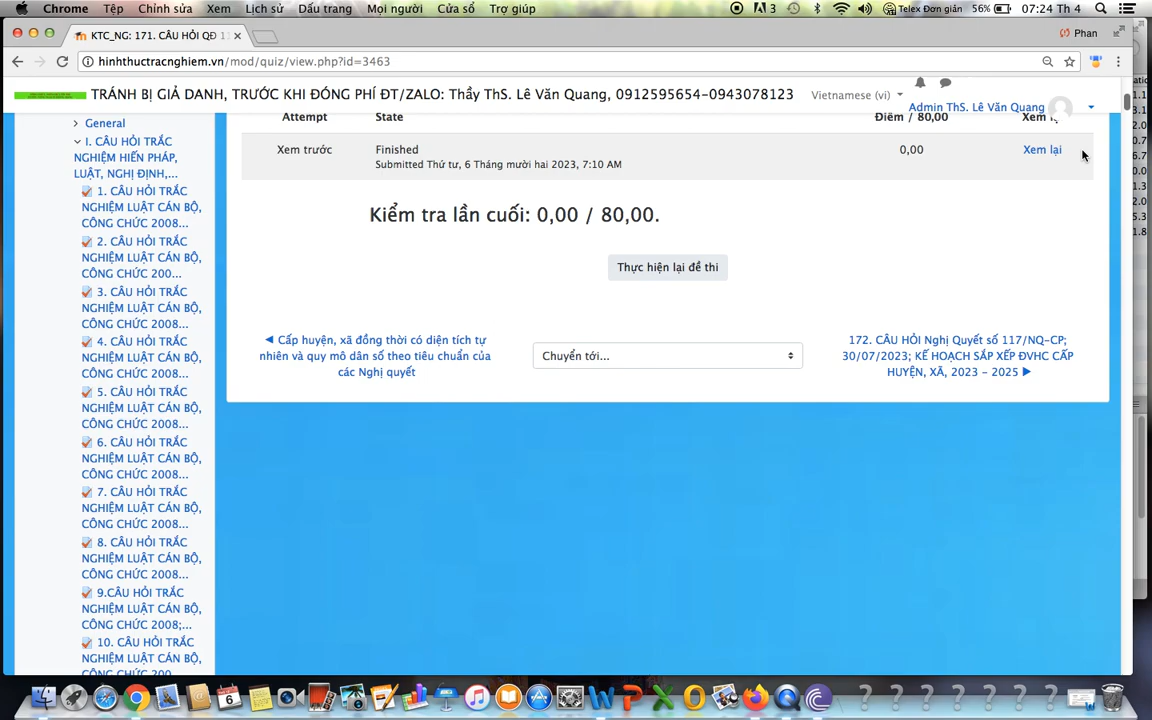 Chrome Tệp Chỉnh sửa Xem Lịch sử Dấu trang Mọi người Cửa sổ Trợ giúp 3 Telex Đơn giản 56% 07:24 Th 4
KTC_NG: 171. CÂU HỎI QĐ 1
Phan
hinhthuctracnghiem.vn/mod/quiz/view.php?id=3463
TRÁNH BỊ GIẢ DANH, TRƯỚC KHI ĐÓNG PHÍ ĐT/ZALO: Thầy ThS. Lê Văn Quang, 0912595654-0943078123
Vietnamese (vi)
Admin ThS. Lê Văn Quang
General
I. CÂU HỎI TRẮC
NGHIỆM HIẾN PHÁP,
LUẬT, NGHỊ ĐỊNH,...
1. CÂU HỎI TRẮC
NGHIỆM LUẬT CÁN BỘ,
CÔNG CHỨC 2008...
2. CÂU HỎI TRẮC
NGHIỆM LUẬT CÁN BỘ,
CÔNG CHỨC 200...
3. CÂU HỎI TRẮC
NGHIỆM LUẬT CÁN BỘ,
CÔNG CHỨC 2008...
4. CÂU HỎI TRẮC
NGHIỆM LUẬT CÁN BỘ,
CÔNG CHỨC 2008...
5. CÂU HỎI TRẮC
NGHIỆM LUẬT CÁN BỘ,
CÔNG CHỨC 2008...
6. CÂU HỎI TRẮC
NGHIỆM LUẬT CÁN BỘ,
CÔNG CHỨC 2008...
7. CÂU HỎI TRẮC
NGHIỆM LUẬT CÁN BỘ,
CÔNG CHỨC 2008...
8. CÂU HỎI TRẮC
NGHIỆM LUẬT CÁN BỘ,
CÔNG CHỨC 2008...
9.CÂU HỎI TRẮC
NGHIỆM LUẬT CÁN BỘ,
CÔNG CHỨC 2008;...
10. CÂU HỎI TRẮC
NGHIỆM LUẬT CÁN BỘ,
CÔNG CHỨC 200...
Attempt State Điểm / 80,00 Xem lại
Xem trước Finished 0,00 Xem lại
Submitted Thứ tư, 6 Tháng mười hai 2023, 7:10 AM
Kiểm tra lần cuối: 0,00 / 80,00.
Thực hiện lại đề thi
◀ Cấp huyện, xã đồng thời có diện tích tự
nhiên và quy mô dân số theo tiêu chuẩn của
các Nghị quyết
Chuyển tới...
172. CÂU HỎI Nghị Quyết số 117/NQ-CP;
30/07/2023; KẾ HOẠCH SẮP XẾP ĐVHC CẤP
HUYỆN, XÃ, 2023 - 2025 ▶